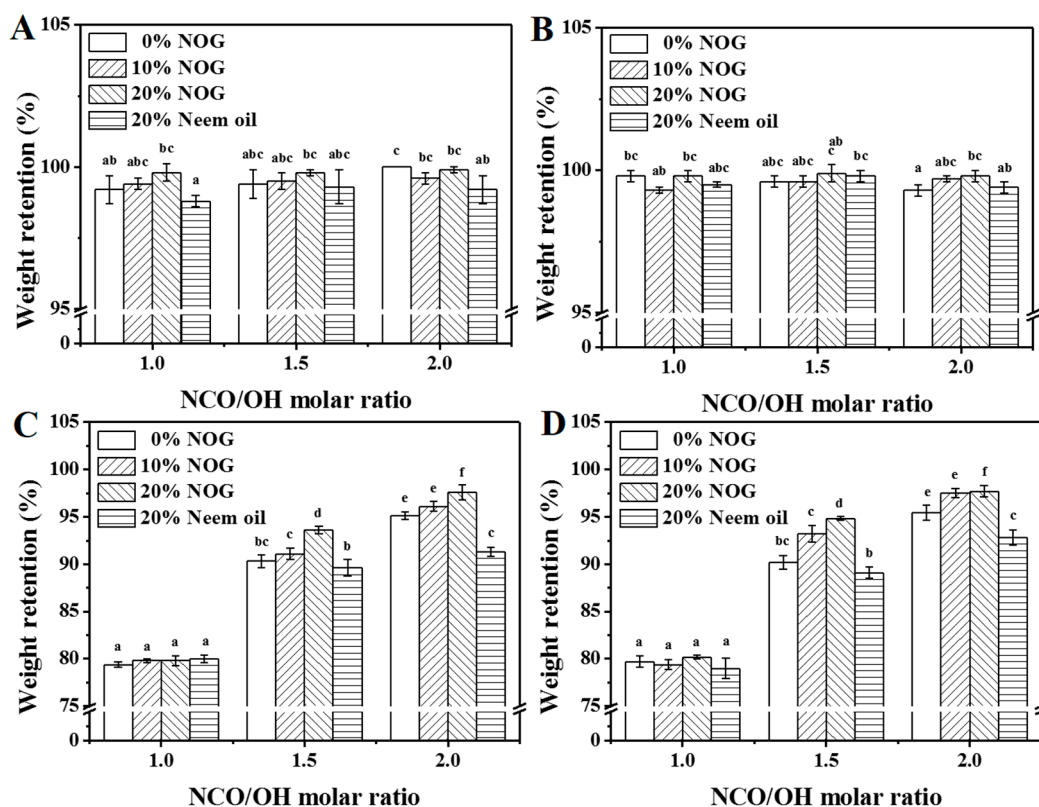 A
0% NOG
10% NOG
20% NOG
20% Neem oil
Weight retention (%)
105
100
95
0
ab abc bc a
abc abc bc abc
c bc bc ab
1.0 1.5 2.0
NCO/OH molar ratio
B
0% NOG
10% NOG
20% NOG
20% Neem oil
Weight retention (%)
105
100
95
0
bc ab bc abc
abc abc ab
c
bc
a abc bc ab
1.0 1.5 2.0
NCO/OH molar ratio
C
0% NOG
10% NOG
20% NOG
20% Neem oil
Weight retention (%)
105
100
95
90
85
80
75
0
a a a a
bc c d b
e e f c
1.0 1.5 2.0
NCO/OH molar ratio
D
0% NOG
10% NOG
20% NOG
20% Neem oil
Weight retention (%)
105
100
95
90
85
80
75
0
a a a a
bc c d b
e e f c
1.0 1.5 2.0
NCO/OH molar ratio